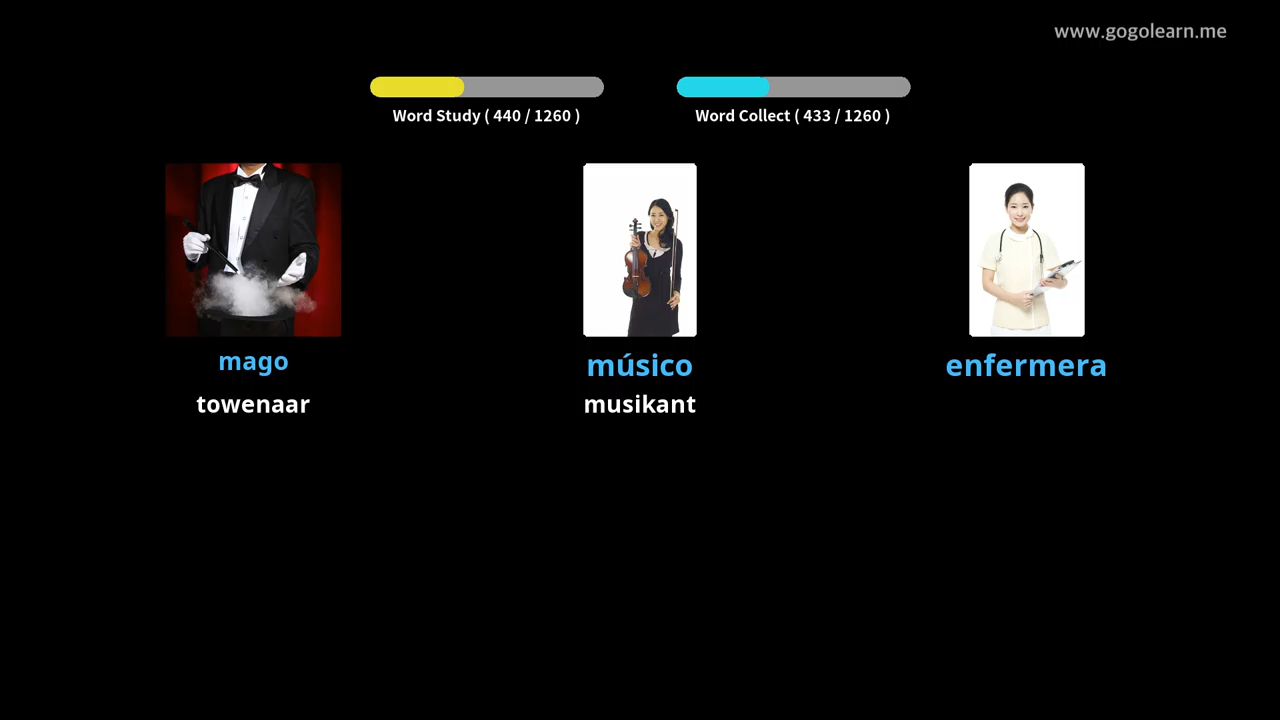 www.gogolearn.me
Word Study ( 440 / 1260 )
Word Collect ( 433 / 1260 )
mago
músico
enfermera
towenaar
musikant